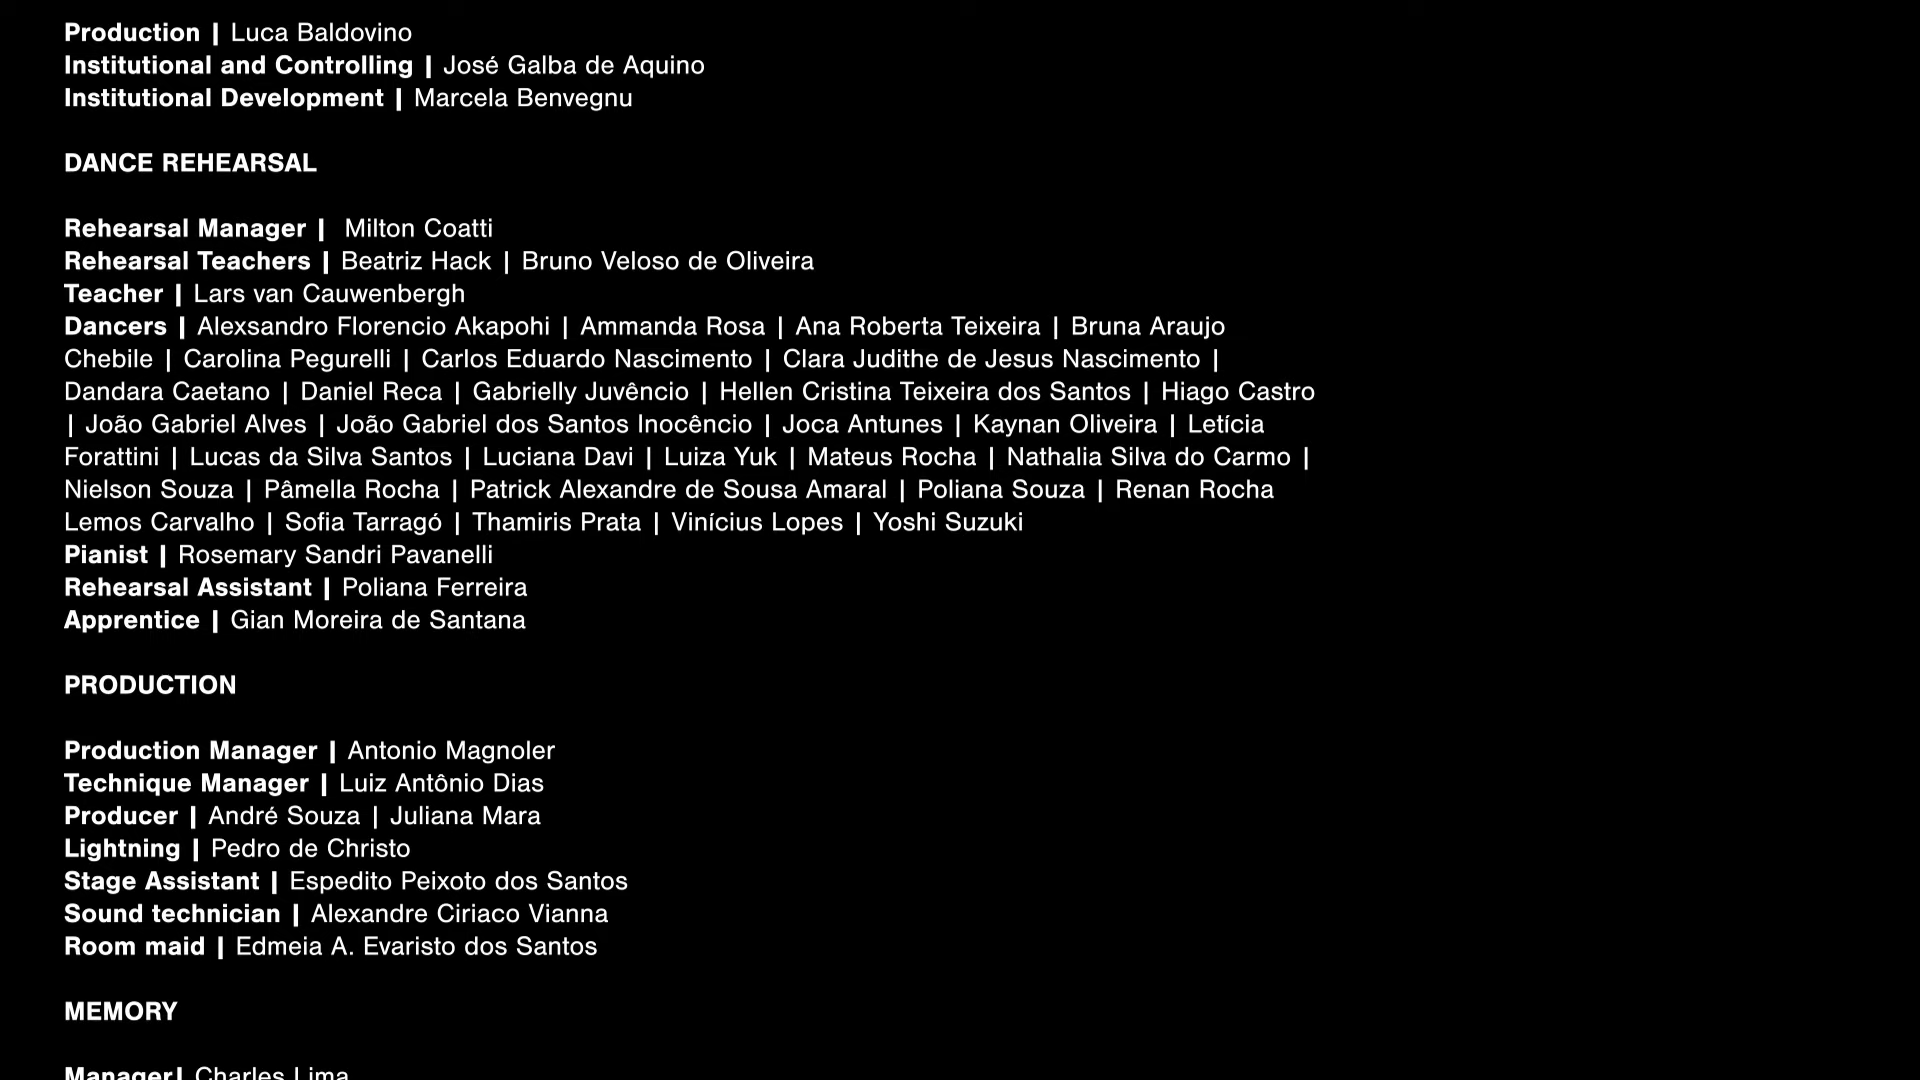 Production | Luca Baldovino
Institutional and Controlling | José Galba de Aquino
Institutional Development | Marcela Benvegnu
DANCE REHEARSAL
Rehearsal Manager | Milton Coatti
Rehearsal Teachers | Beatriz Hack | Bruno Veloso de Oliveira
Teacher | Lars van Cauwenbergh
Dancers | Alexsandro Florencio Akapohi | Ammanda Rosa | Ana Roberta Teixeira | Bruna Araujo
Chebile | Carolina Pegurelli | Carlos Eduardo Nascimento | Clara Judithe de Jesus Nascimento |
Dandara Caetano | Daniel Reca | Gabrielly Juvêncio | Hellen Cristina Teixeira dos Santos | Hiago Castro
| João Gabriel Alves | João Gabriel dos Santos Inocêncio | Joca Antunes | Kaynan Oliveira | Letícia
Forattini | Lucas da Silva Santos | Luciana Davi | Luiza Yuk | Mateus Rocha | Nathalia Silva do Carmo |
Nielson Souza | Pâmella Rocha | Patrick Alexandre de Sousa Amaral | Poliana Souza | Renan Rocha
Lemos Carvalho | Sofia Tarragó | Thamiris Prata | Vinícius Lopes | Yoshi Suzuki
Pianist | Rosemary Sandri Pavanelli
Rehearsal Assistant | Poliana Ferreira
Apprentice | Gian Moreira de Santana
PRODUCTION
Production Manager | Antonio Magnoler
Technique Manager | Luiz Antônio Dias
Producer | André Souza | Juliana Mara
Lightning | Pedro de Christo
Stage Assistant | Espedito Peixoto dos Santos
Sound technician | Alexandre Ciriaco Vianna
Room maid | Edmeia A. Evaristo dos Santos
MEMORY
Manager| Charles Lima